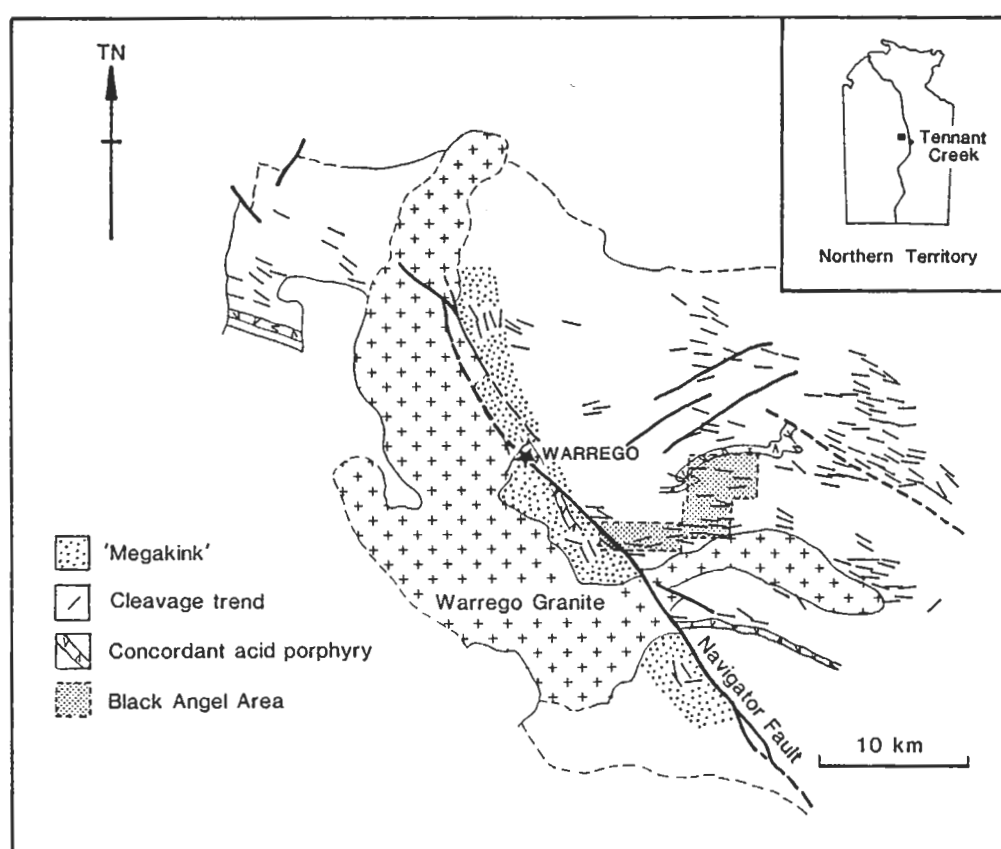 TN
Tennant
Creek
Northern Territory
WARREGO
'Megakink'
Cleavage trend
Warrego Granite
Concordant acid porphyry
Black Angel Area
Navigator Fault
10 km